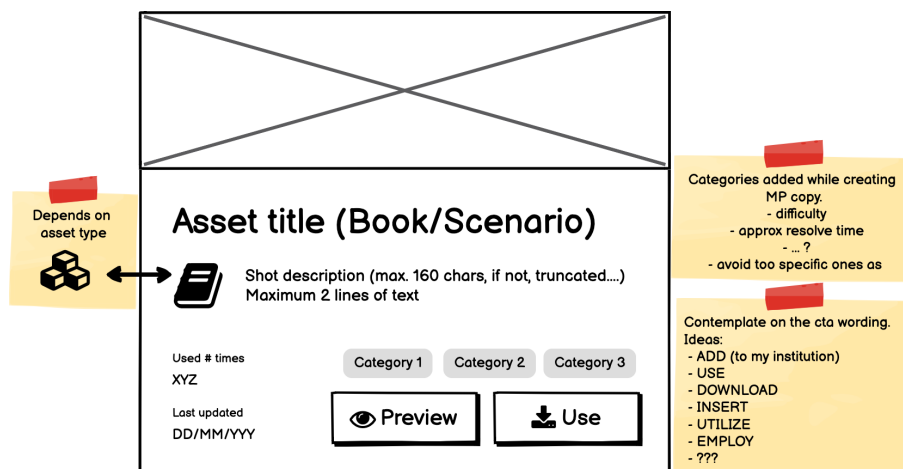 Depends on
asset type
Asset title (Book/Scenario)
Shot description (max. 160 chars, if not, truncated....)
Maximum 2 lines of text
Used # times
XYZ
Category 1
Category 2
Category 3
Last updated
DD/MM/YYY
Preview
Use
Categories added while creating
MP copy.
- difficulty
- approx resolve time
- ... ?
- avoid too specific ones as
Contemplate on the cta wording.
Ideas:
- ADD (to my institution)
- USE
- DOWNLOAD
- INSERT
- UTILIZE
- EMPLOY
- ???